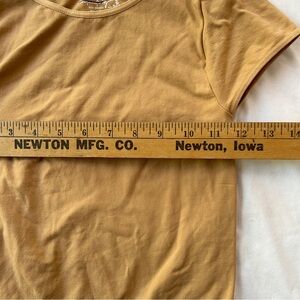 3 4 5 6 7 8 9 10 11 12 13 14
NEWTON MFG. CO. Newton, Iowa